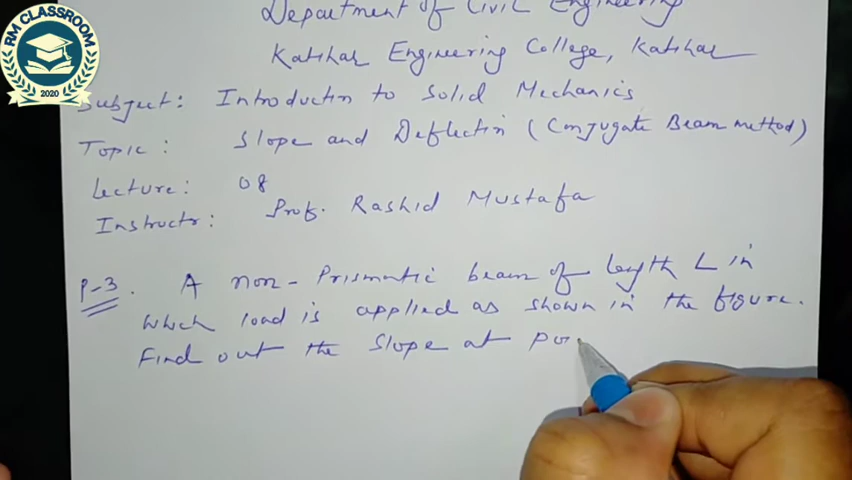 RM CLASSROOM
2020
Department of Civil Engineering
Katihar Engineering College, Katihar
Subject: Introduction to Solid Mechanics
Topic: Slope and Deflection (Conjugate Beam method)
Lecture: 08
Instructr: Prof. Rashid Mustafa
P-3. A non-Prismatic beam of length L in
which load is applied as shown in the figure.
Find out the Slope at po